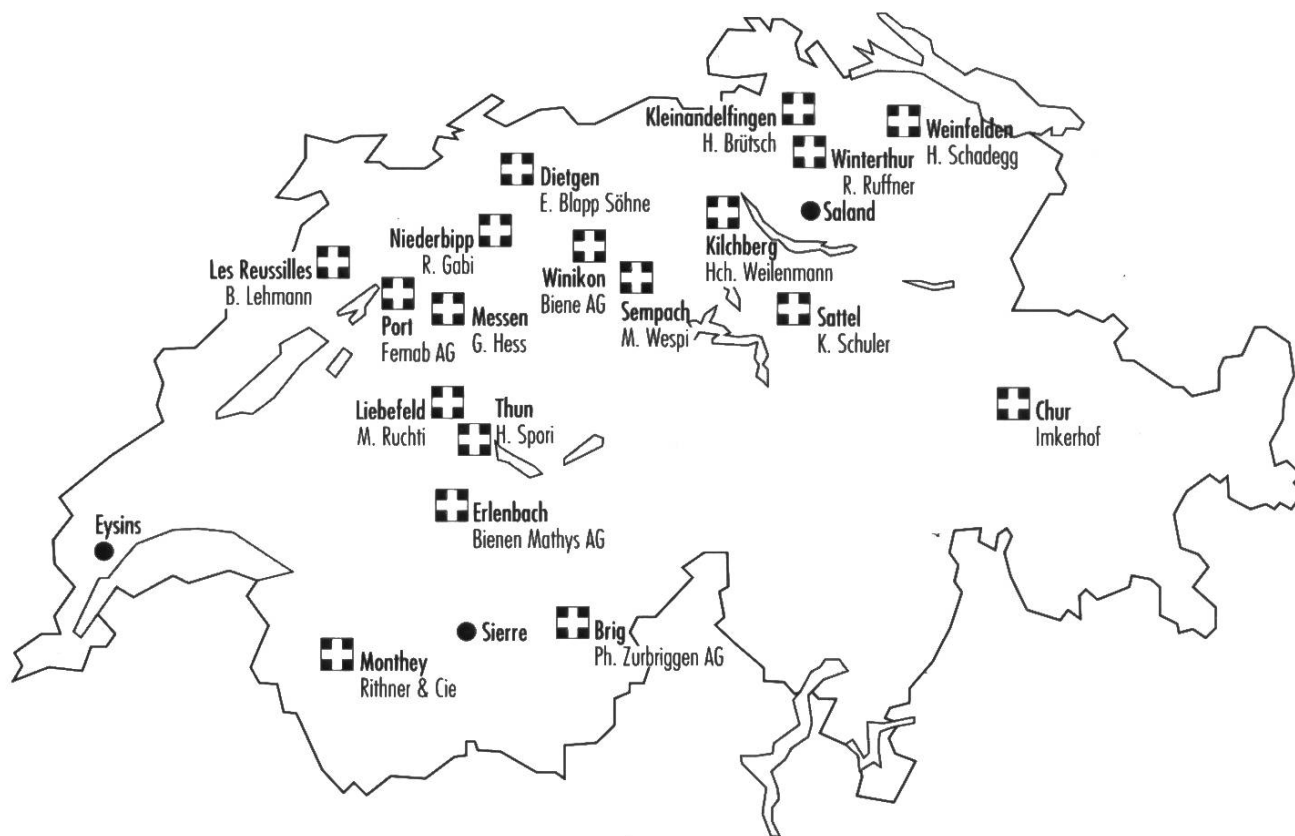 Kleinandelfingen
H. Brütsch
Weinfelden
H. Schadegg
Winterthur
R. Ruffner
Dietgen
E. Blapp Söhne
Saland
Niederbipp
R. Gabi
Kilchberg
Hch. Weilenmann
Les Reussilles
B. Lehmann
Winikon
Biene AG
Sempach
M. Wespi
Port
Fernab AG
Messen
G. Hess
Sattel
K. Schuler
Liebefeld
M. Ruchti
Thun
H. Spori
Chur
Imkerhof
Erlenbach
Bienen Mathys AG
Eysins
Sierre
Brig
Ph. Zurbriggen AG
Monthey
Rithner & Cie